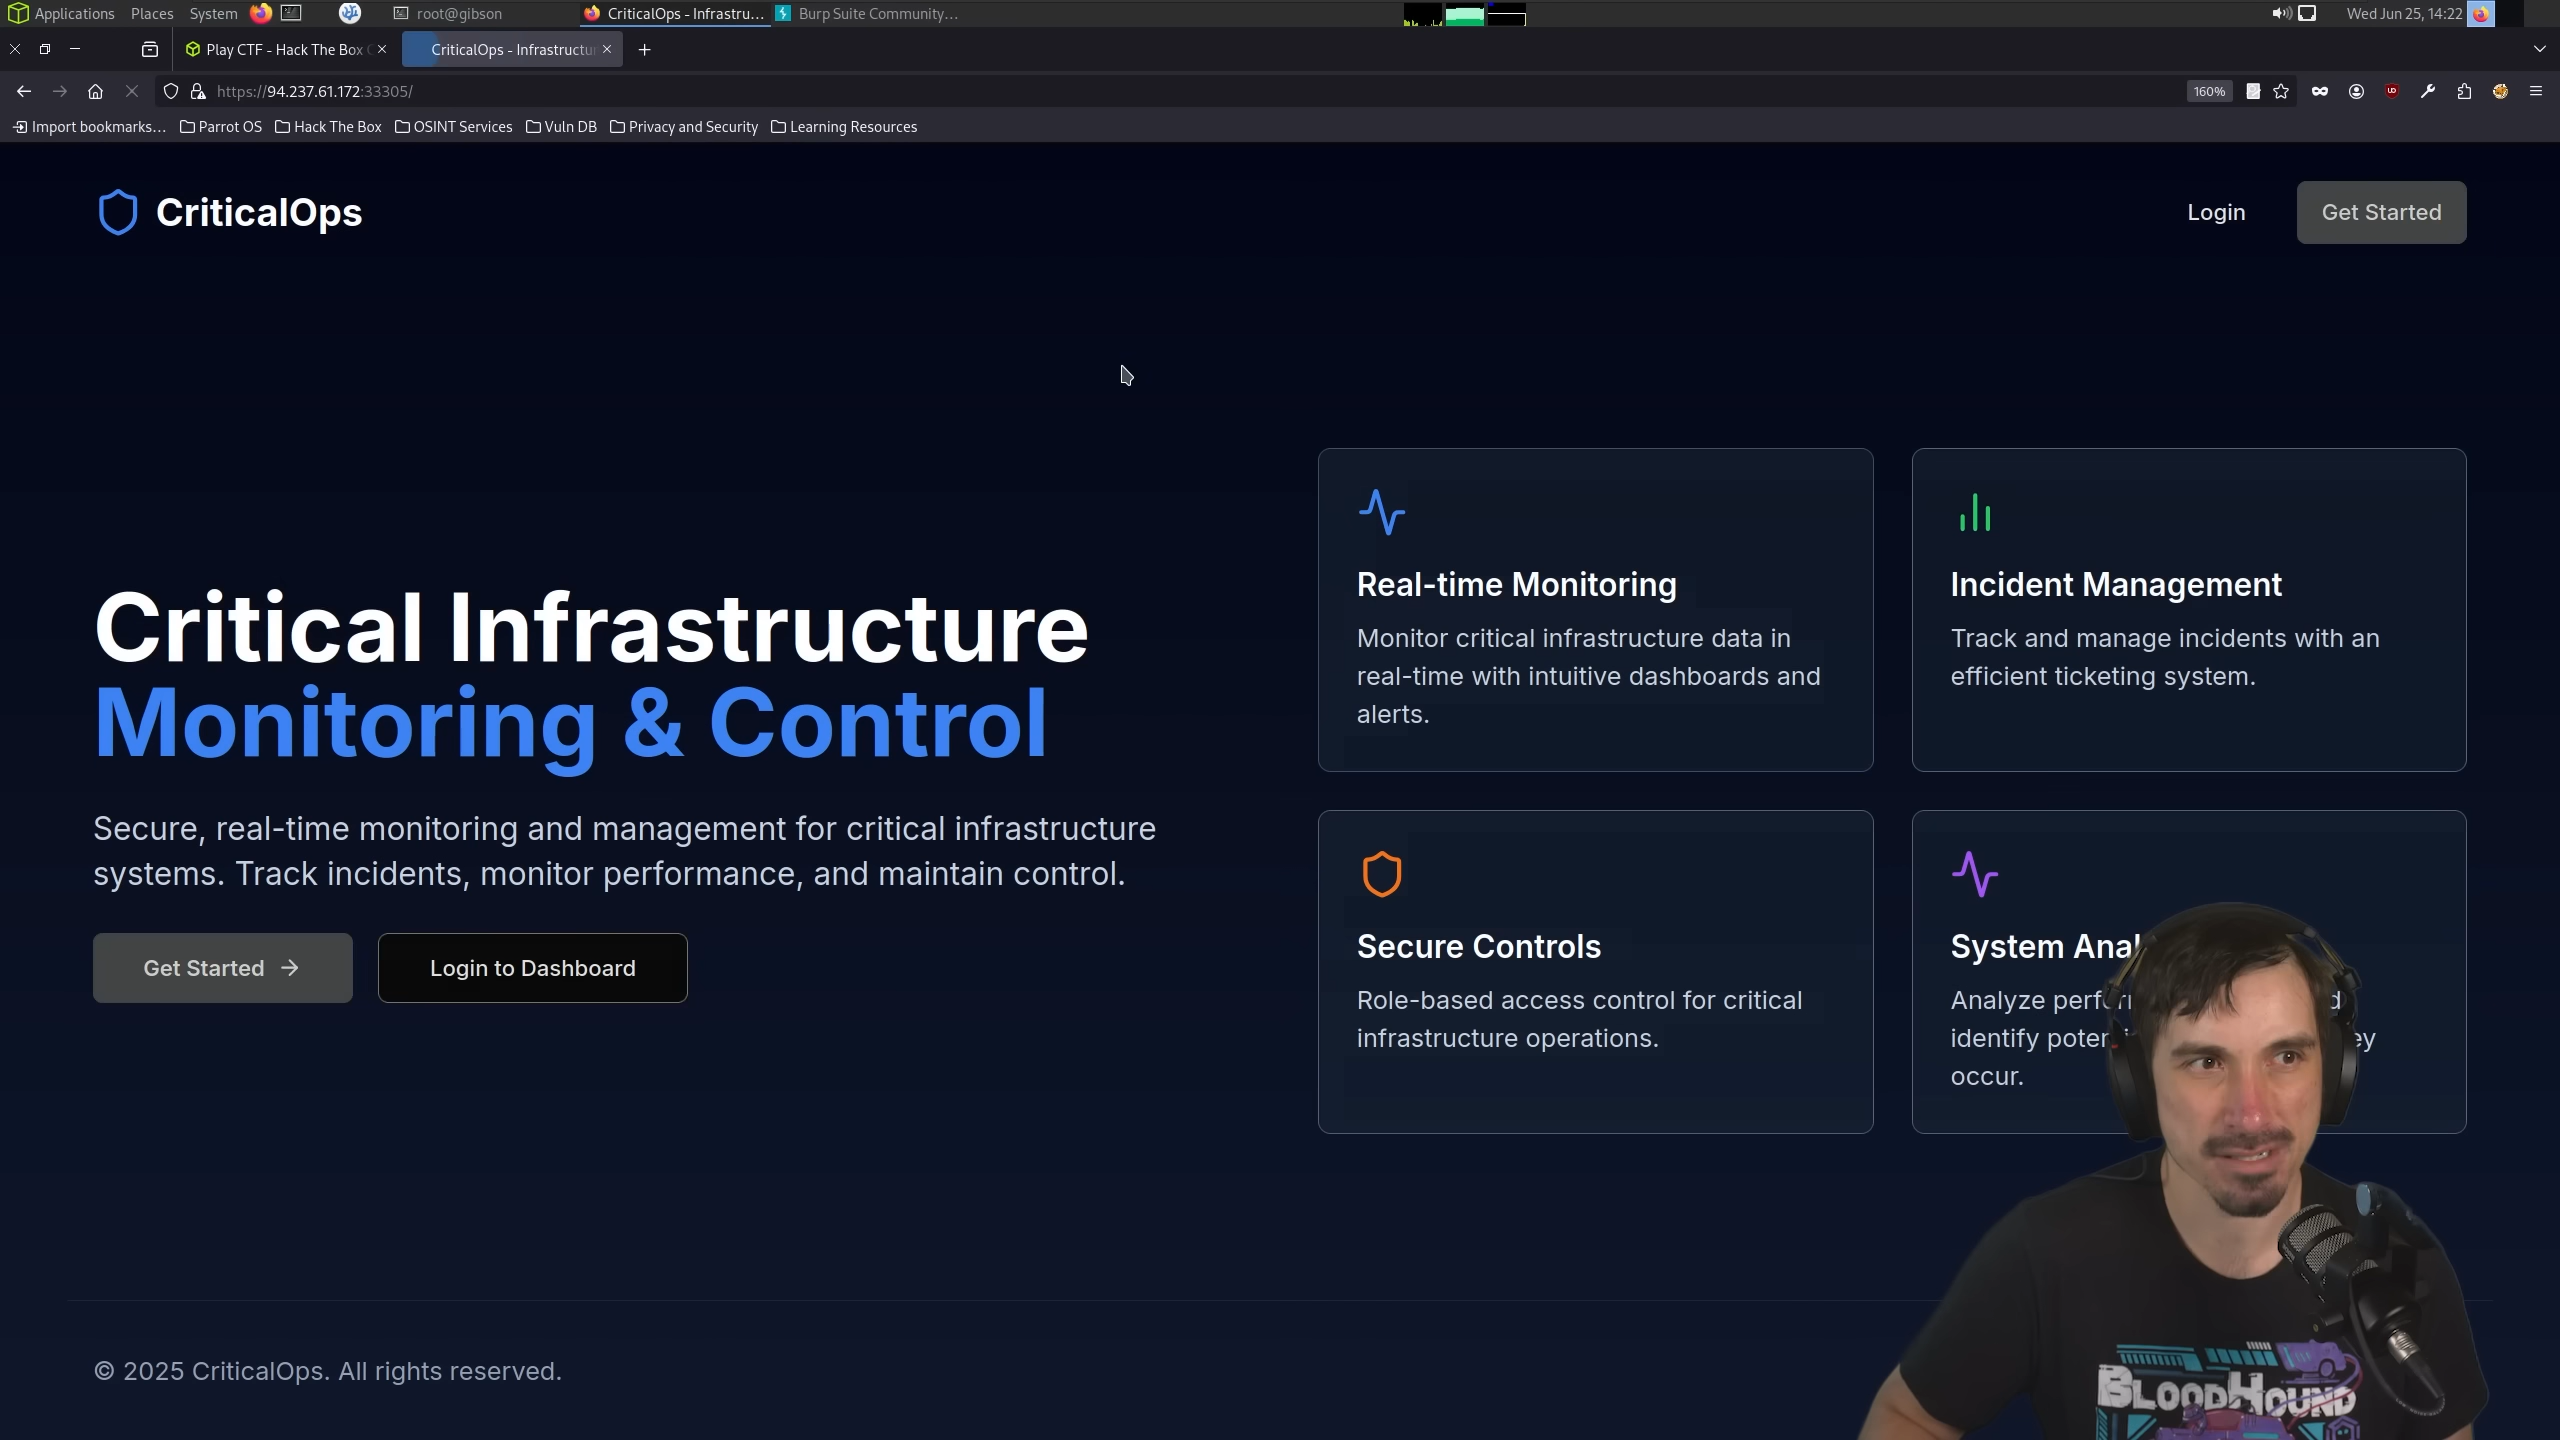 Applications Places System root@gibson CriticalOps - Infrastru... Burp Suite Community... Wed Jun 25, 14:22
Play CTF - Hack The Box CriticalOps - Infrastructur
https://94.237.61.172:33305/ 160%
Import bookmarks... Parrot OS Hack The Box OSINT Services Vuln DB Privacy and Security Learning Resources
CriticalOps
Login
Get Started
Critical Infrastructure
Monitoring & Control
Secure, real-time monitoring and management for critical infrastructure
systems. Track incidents, monitor performance, and maintain control.
Get Started
Login to Dashboard
Real-time Monitoring
Monitor critical infrastructure data in
real-time with intuitive dashboards and
alerts.
Incident Management
Track and manage incidents with an
efficient ticketing system.
Secure Controls
Role-based access control for critical
infrastructure operations.
System
Analyze
identify
occur.
© 2025 CriticalOps. All rights reserved.
BLOODHOUND